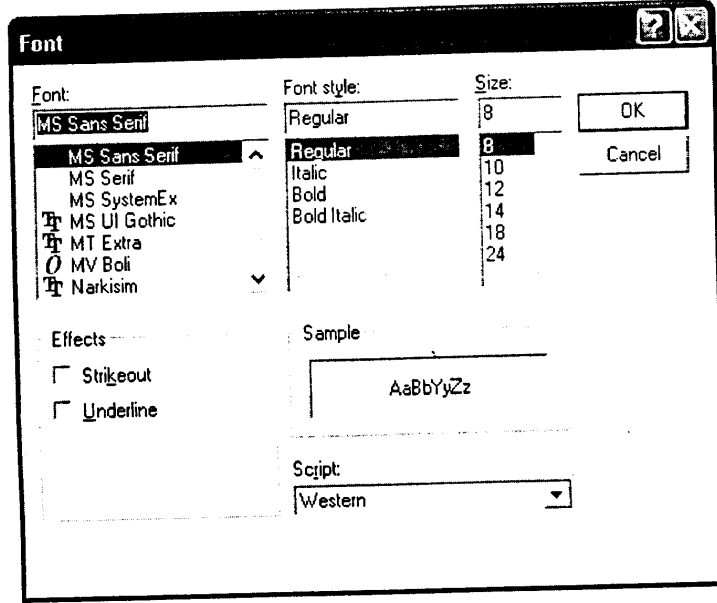 Font
Font:
MS Sans Serif
MS Sans Serif
MS Serif
MS SystemEx
MS UI Gothic
MT Extra
MV Boli
Narkisim
Font style:
Regular
Regular
Italic
Bold
Bold Italic
Size:
8
8
10
12
14
18
24
OK
Cancel
Effects
Strikeout
Underline
Sample
AaBbYyZz
Script:
Western